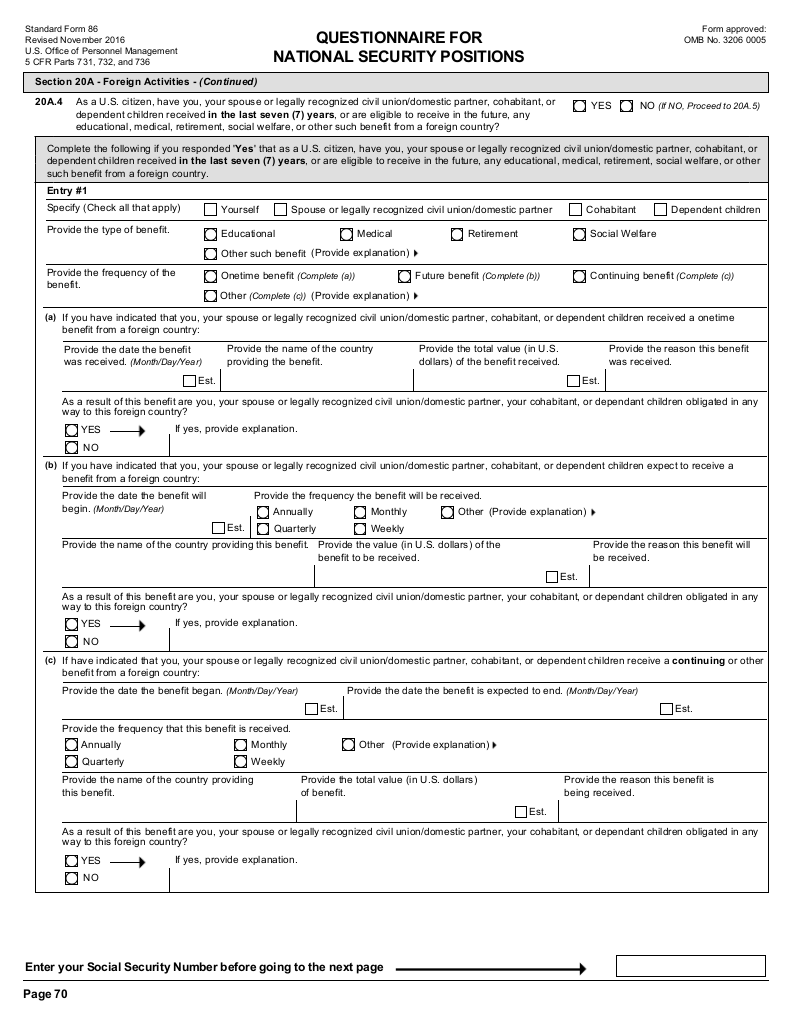 Standard Form 86
Revised November 2016
U.S. Office of Personnel Management
5 CFR Parts 731, 732, and 736
QUESTIONNAIRE FOR
NATIONAL SECURITY POSITIONS
Form approved:
OMB No. 3206 0005
Section 20A - Foreign Activities - (Continued)
20A.4 As a U.S. citizen, have you, your spouse or legally recognized civil union/domestic partner, cohabitant, or
dependent children received in the last seven (7) years, or are eligible to receive in the future, any
educational, medical, retirement, social welfare, or other such benefit from a foreign country?
YES NO (If NO, Proceed to 20A.5)
Complete the following if you responded 'Yes' that as a U.S. citizen, have you, your spouse or legally recognized civil union/domestic partner, cohabitant, or
dependent children received in the last seven (7) years, or are eligible to receive in the future, any educational, medical, retirement, social welfare, or other
such benefit from a foreign country.
Entry #1
Specify (Check all that apply) Yourself Spouse or legally recognized civil union/domestic partner Cohabitant Dependent children
Provide the type of benefit. Educational Medical Retirement Social Welfare
Other such benefit (Provide explanation)
Provide the frequency of the
benefit.
Onetime benefit (Complete (a)) Future benefit (Complete (b)) Continuing benefit (Complete (c))
Other (Complete (c)) (Provide explanation)
(a) If you have indicated that you, your spouse or legally recognized civil union/domestic partner, cohabitant, or dependent children received a onetime
benefit from a foreign country:
Provide the date the benefit
was received. (Month/Day/Year)
Est.
Provide the name of the country
providing the benefit.
Provide the total value (in U.S.
dollars) of the benefit received.
Est.
Provide the reason this benefit
was received.
As a result of this benefit are you, your spouse or legally recognized civil union/domestic partner, your cohabitant, or dependant children obligated in any
way to this foreign country?
YES If yes, provide explanation.
NO
(b) If you have indicated that you, your spouse or legally recognized civil union/domestic partner, cohabitant, or dependent children expect to receive a
benefit from a foreign country:
Provide the date the benefit will
begin. (Month/Day/Year)
Est.
Provide the frequency the benefit will be received.
Annually Monthly Other (Provide explanation)
Quarterly Weekly
Provide the name of the country providing this benefit.
Provide the value (in U.S. dollars) of the
benefit to be received.
Est.
Provide the reason this benefit will
be received.
As a result of this benefit are you, your spouse or legally recognized civil union/domestic partner, your cohabitant, or dependant children obligated in any
way to this foreign country?
YES If yes, provide explanation.
NO
(c) If have indicated that you, your spouse or legally recognized civil union/domestic partner, cohabitant, or dependent children receive a continuing or other
benefit from a foreign country:
Provide the date the benefit began. (Month/Day/Year)
Est.
Provide the date the benefit is expected to end. (Month/Day/Year)
Est.
Provide the frequency that this benefit is received.
Annually Monthly Other (Provide explanation)
Quarterly Weekly
Provide the name of the country providing
this benefit.
Provide the total value (in U.S. dollars)
of benefit.
Est.
Provide the reason this benefit is
being received.
As a result of this benefit are you, your spouse or legally recognized civil union/domestic partner, your cohabitant, or dependant children obligated in any
way to this foreign country?
YES If yes, provide explanation.
NO
Enter your Social Security Number before going to the next page
Page 70